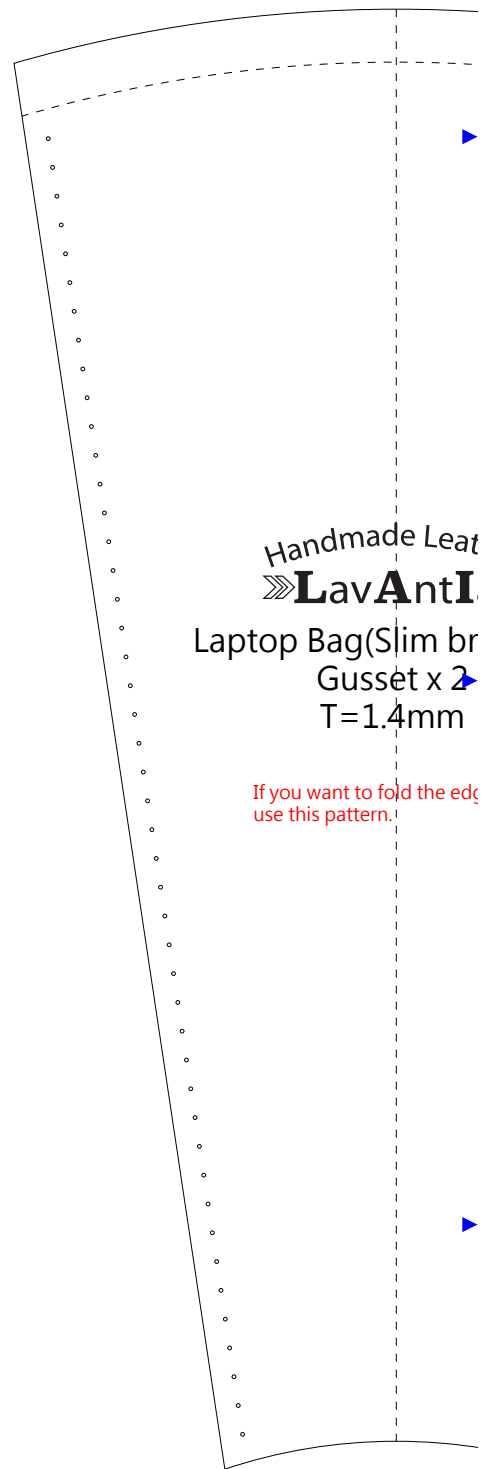 Handmade Leat
LavAntIa
Laptop Bag(Slim br
Gusset x 2
T=1.4mm
If you want to fold the edg
use this pattern.